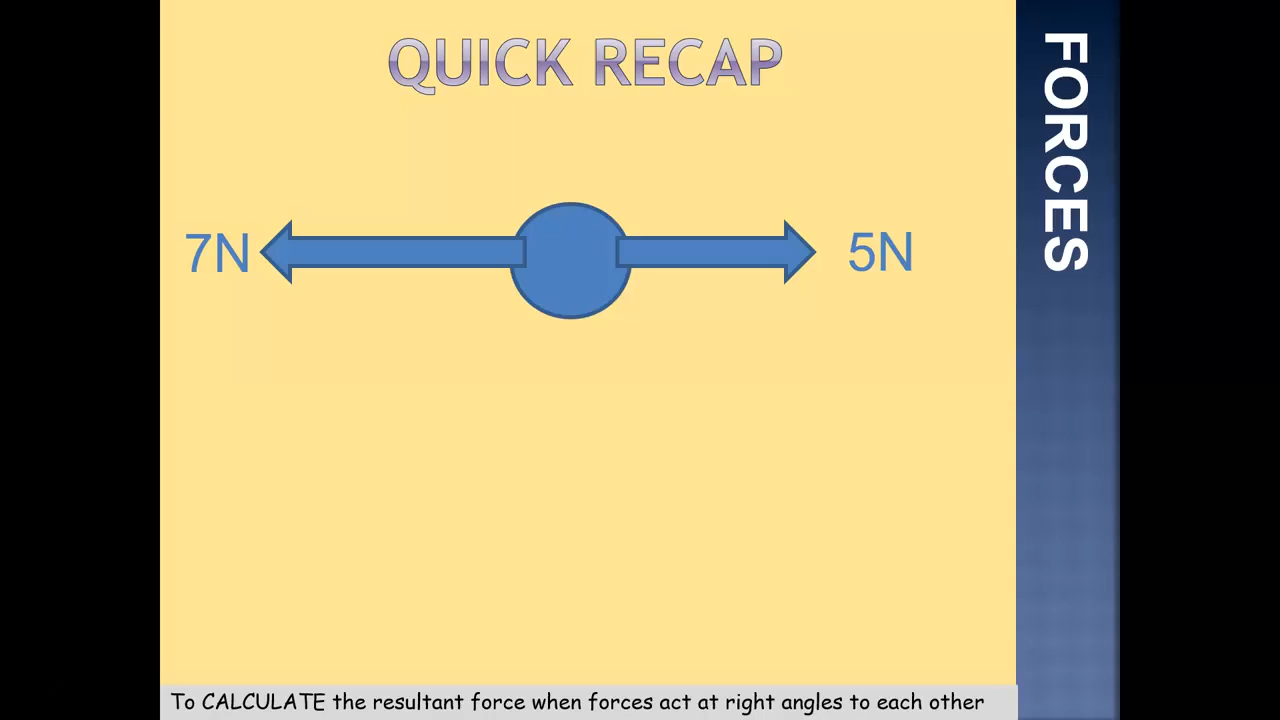 QUICK RECAP
7N
5N
FORCES
To CALCULATE the resultant force when forces act at right angles to each other